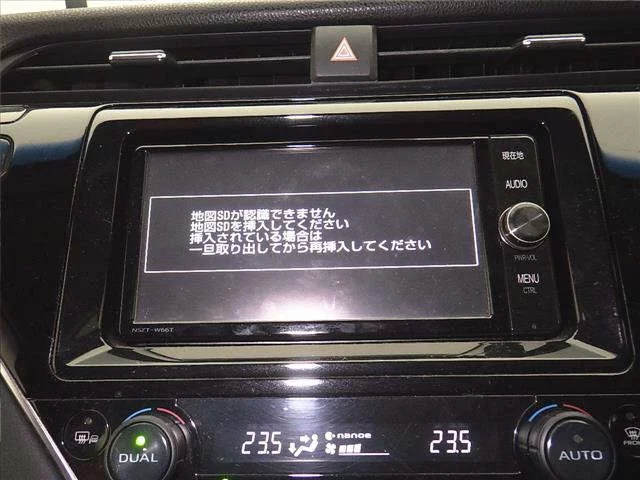 現在地
AUDIO
地図SDが認識できません
地図SDを挿入してください
挿入されている場合は
一旦取り出してから再挿入してください
PWR-VOL
MENU
CTRL
NSZT-W66T
23.5
nanoe
23.5
DUAL
AUTO